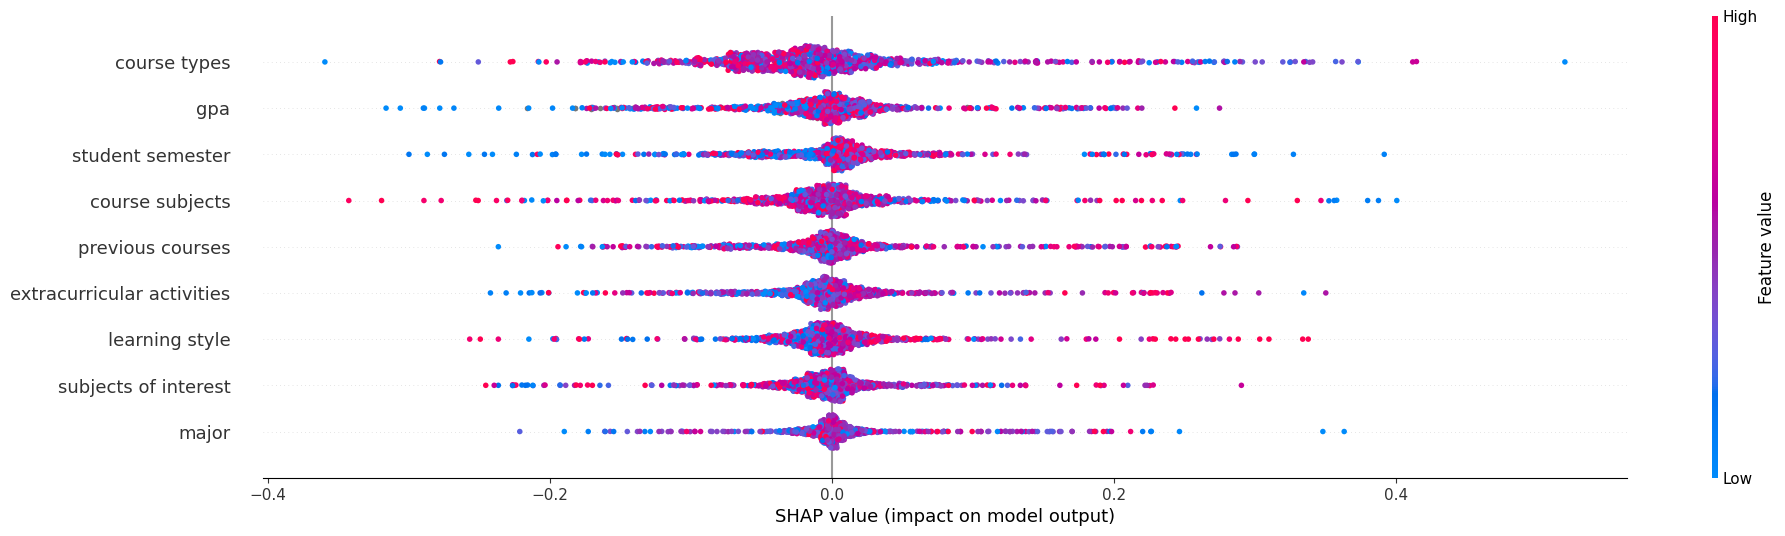 High
course types
gpa
student semester
course subjects
previous courses
extracurricular activities
learning style
subjects of interest
major
Feature value
Low
−0.4
−0.2
0.0
0.2
0.4
SHAP value (impact on model output)